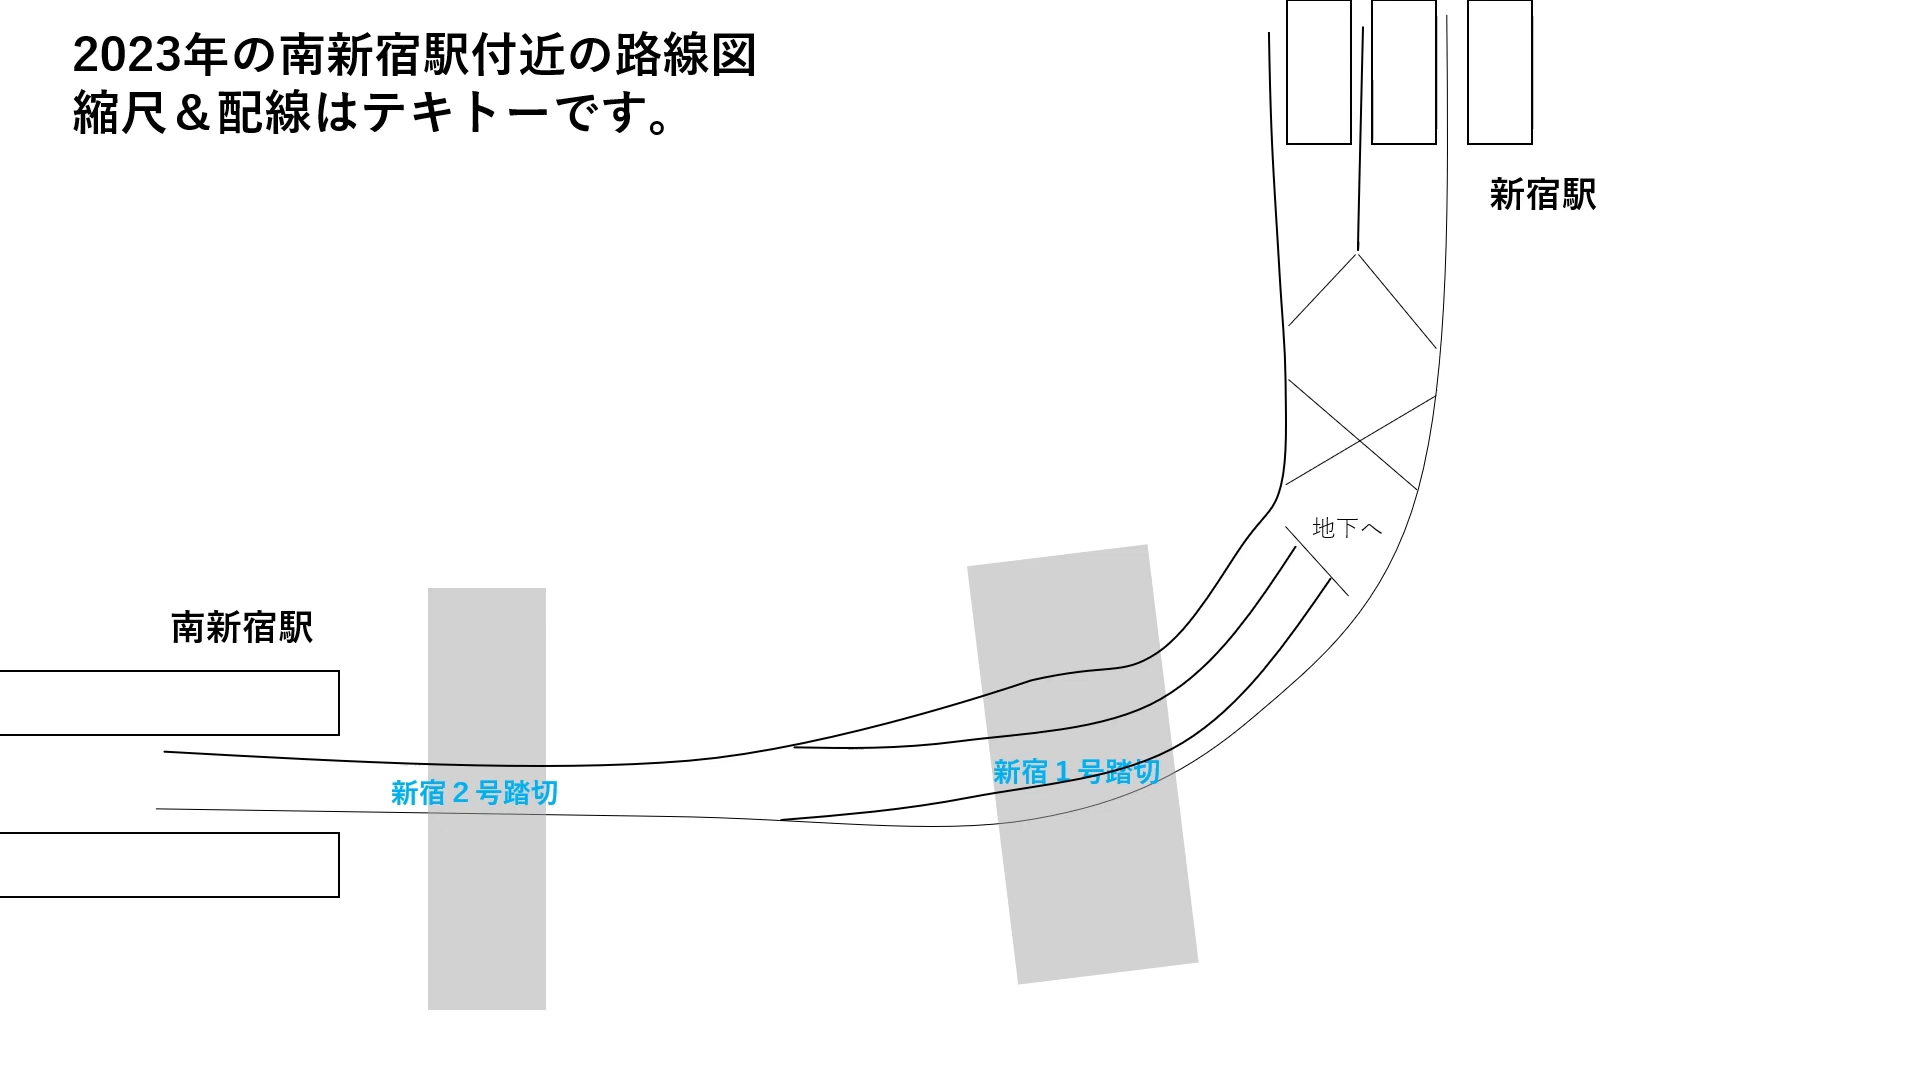 2023年の南新宿駅付近の路線図
縮尺＆配線はテキトーです。
新宿駅
地下へ
南新宿駅
新宿１号踏切
新宿２号踏切